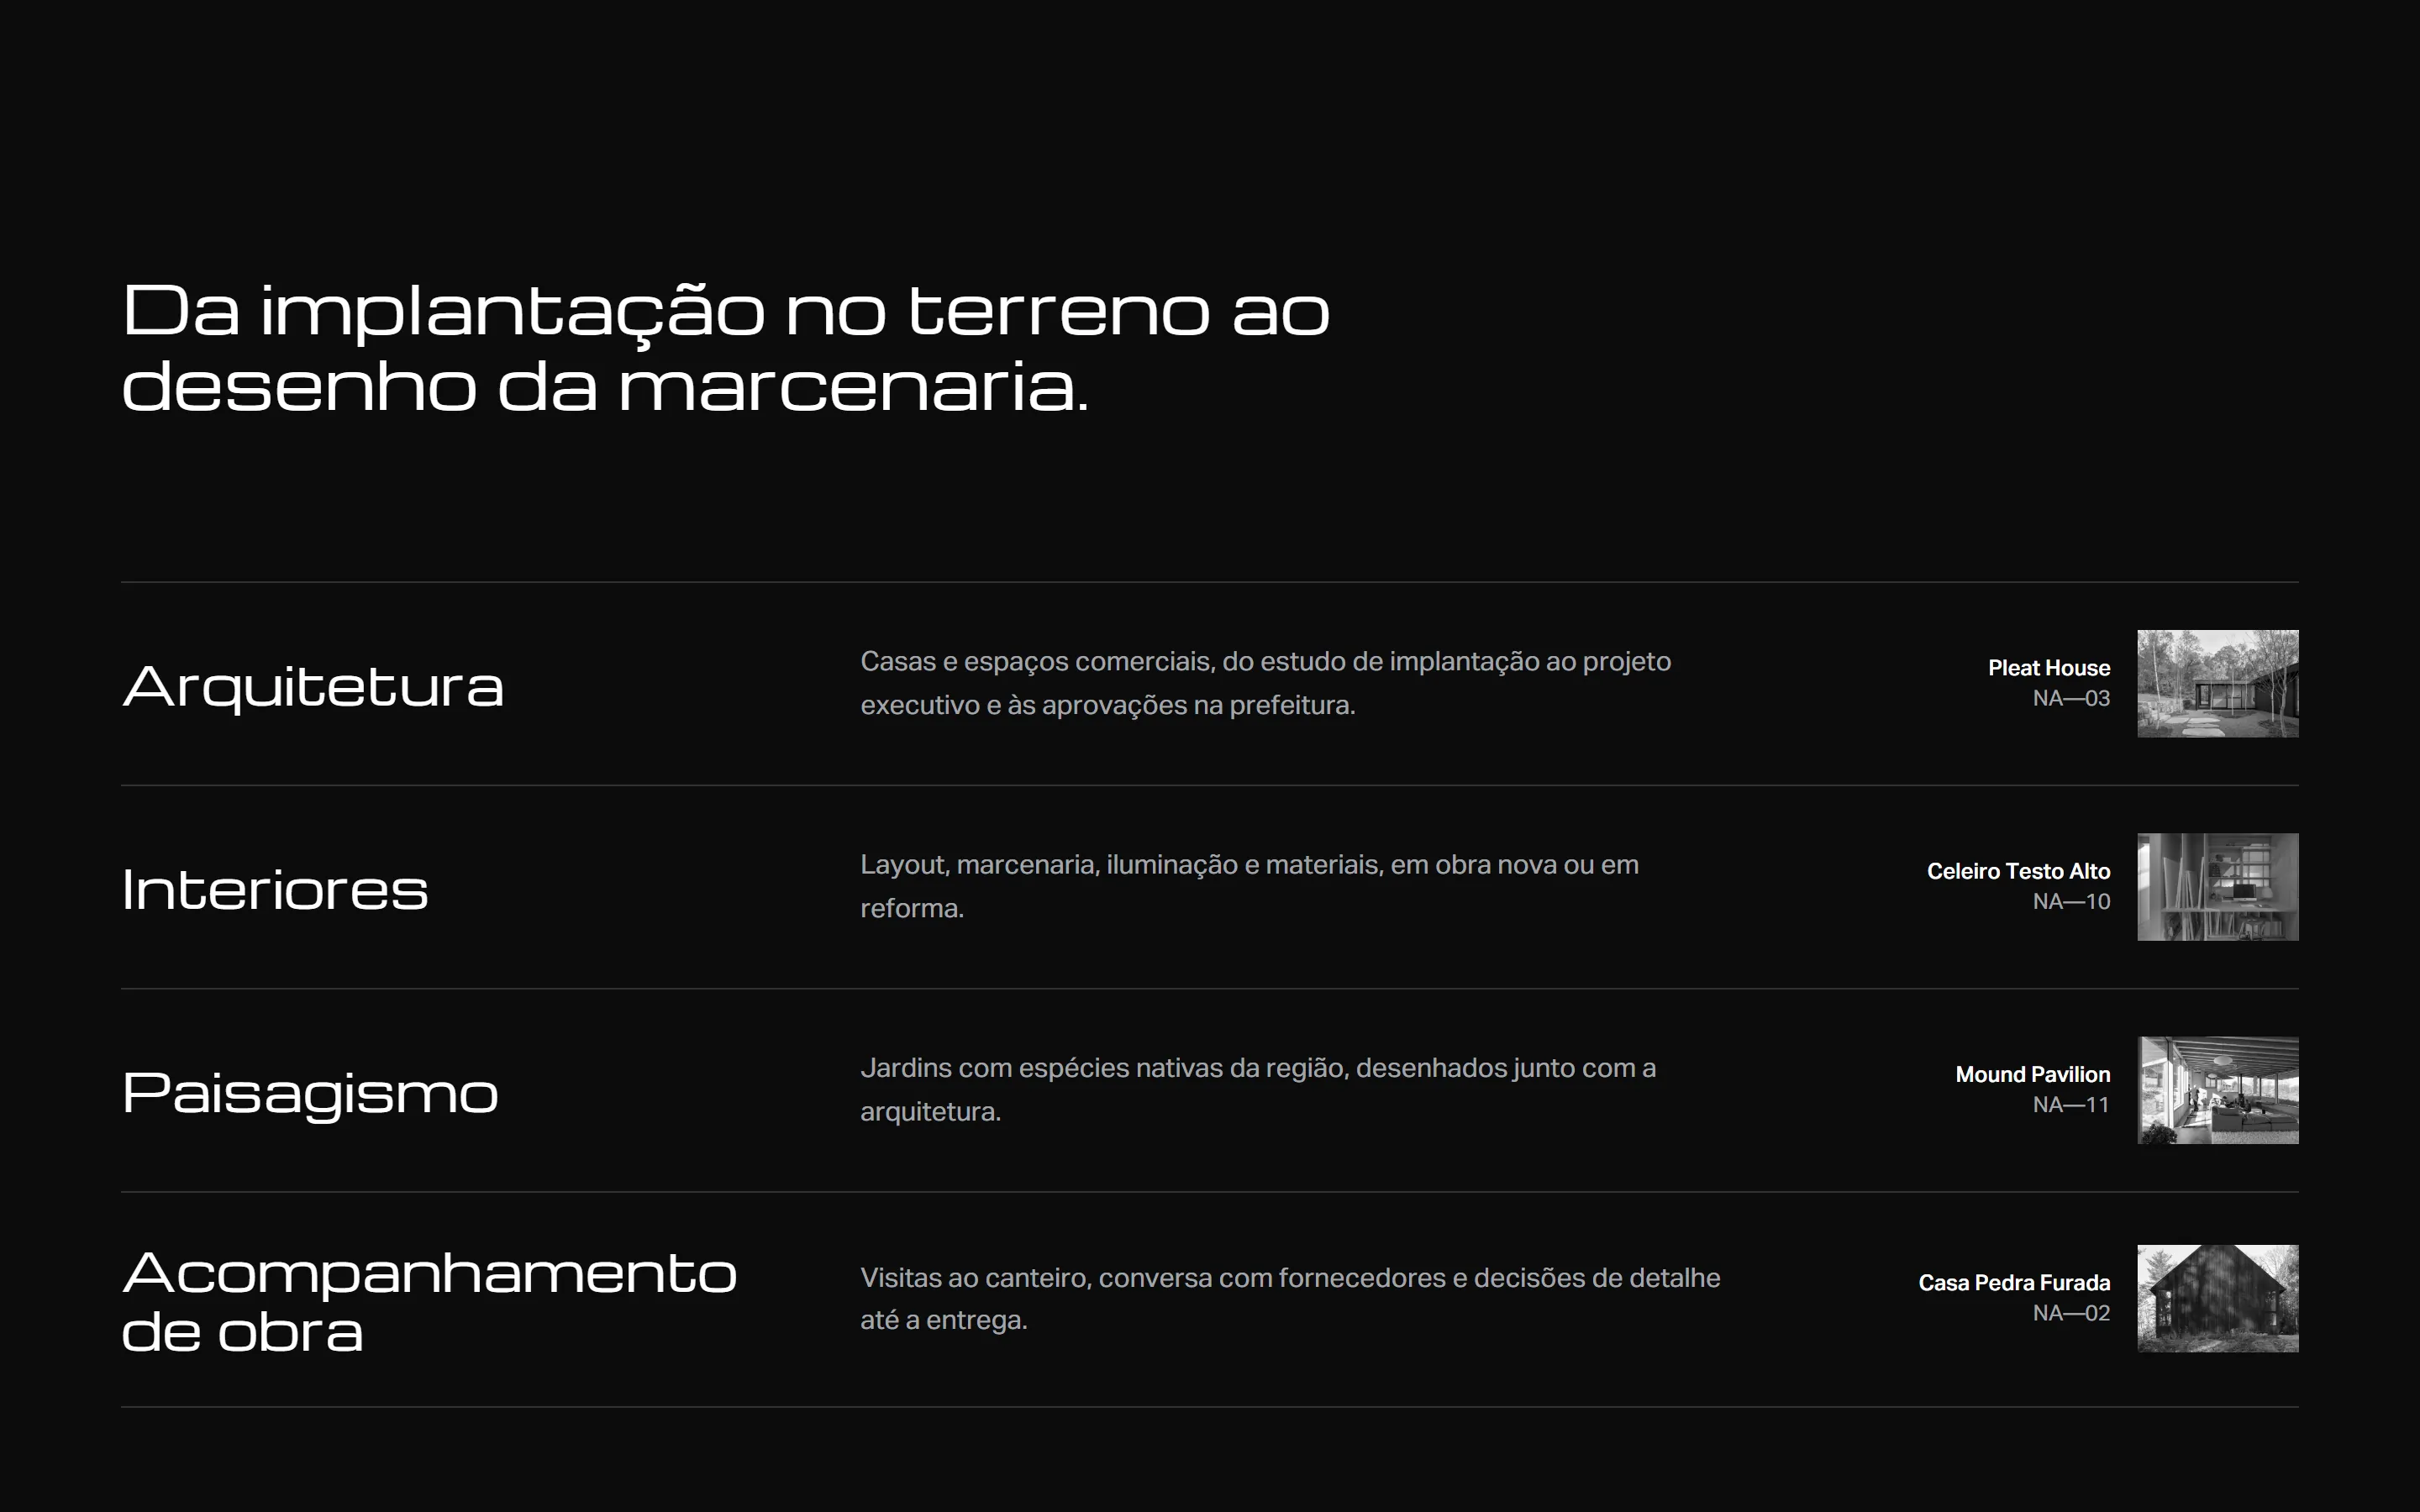 Da implantação no terreno ao
desenho da marcenaria.
Arquitetura
Casas e espaços comerciais, do estudo de implantação ao projeto
executivo e às aprovações na prefeitura.
Pleat House
NA—03
Interiores
Layout, marcenaria, iluminação e materiais, em obra nova ou em
reforma.
Celeiro Testo Alto
NA—10
Paisagismo
Jardins com espécies nativas da região, desenhados junto com a
arquitetura.
Mound Pavilion
NA—11
Acompanhamento
de obra
Visitas ao canteiro, conversa com fornecedores e decisões de detalhe
até a entrega.
Casa Pedra Furada
NA—02